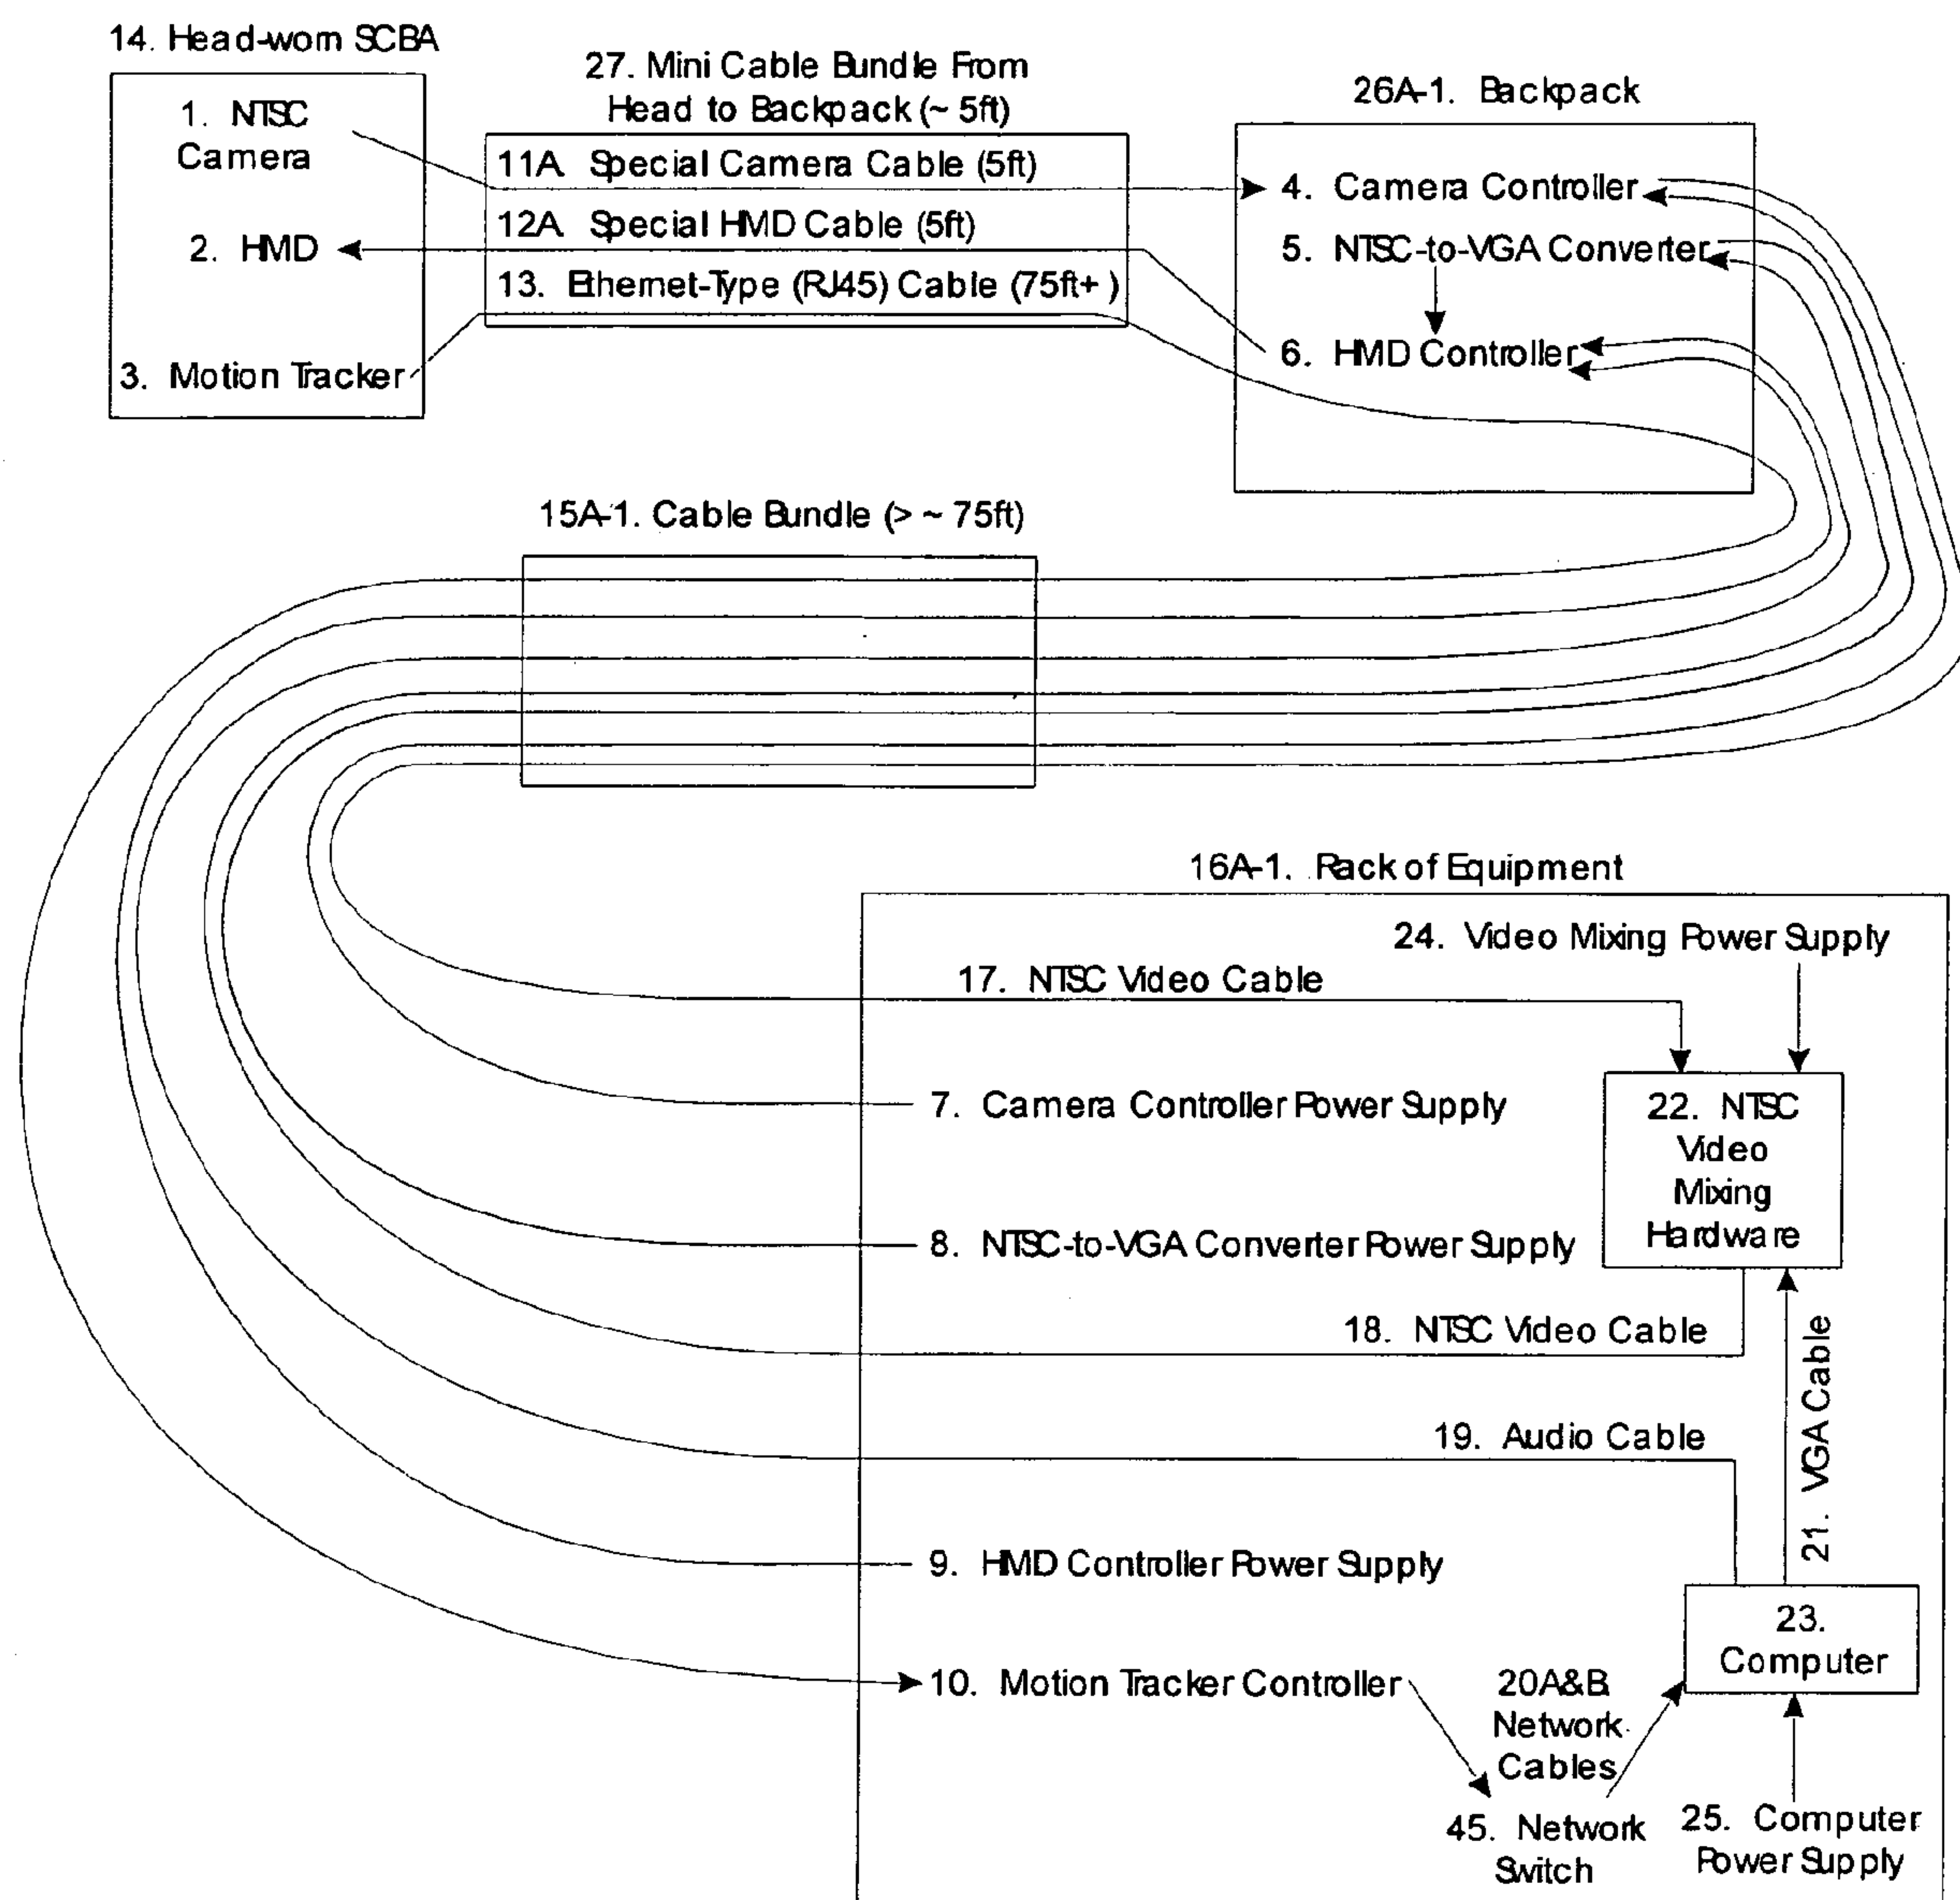 14. Head-worn SCBA
1. NTSC
Camera
2. HMD
3. Motion Tracker
27. Mini Cable Bundle From
Head to Backpack (~ 5ft)
11A. Special Camera Cable (5ft)
12A. Special HMD Cable (5ft)
13. Ethernet-Type (RJ45) Cable (75ft+)
26A-1. Backpack
4. Camera Controller
5. NTSC-to-VGA Converter
6. HMD Controller
15A-1. Cable Bundle (> ~ 75ft)
16A-1. Rack of Equipment
24. Video Mixing Power Supply
17. NTSC Video Cable
7. Camera Controller Power Supply
22. NTSC
Video
Mixing
Hardware
8. NTSC-to-VGA Converter Power Supply
18. NTSC Video Cable
21. VGA Cable
19. Audio Cable
9. HMD Controller Power Supply
23.
Computer
10. Motion Tracker Controller
20A&B.
Network
Cables
45. Network
Switch
25. Computer
Power Supply